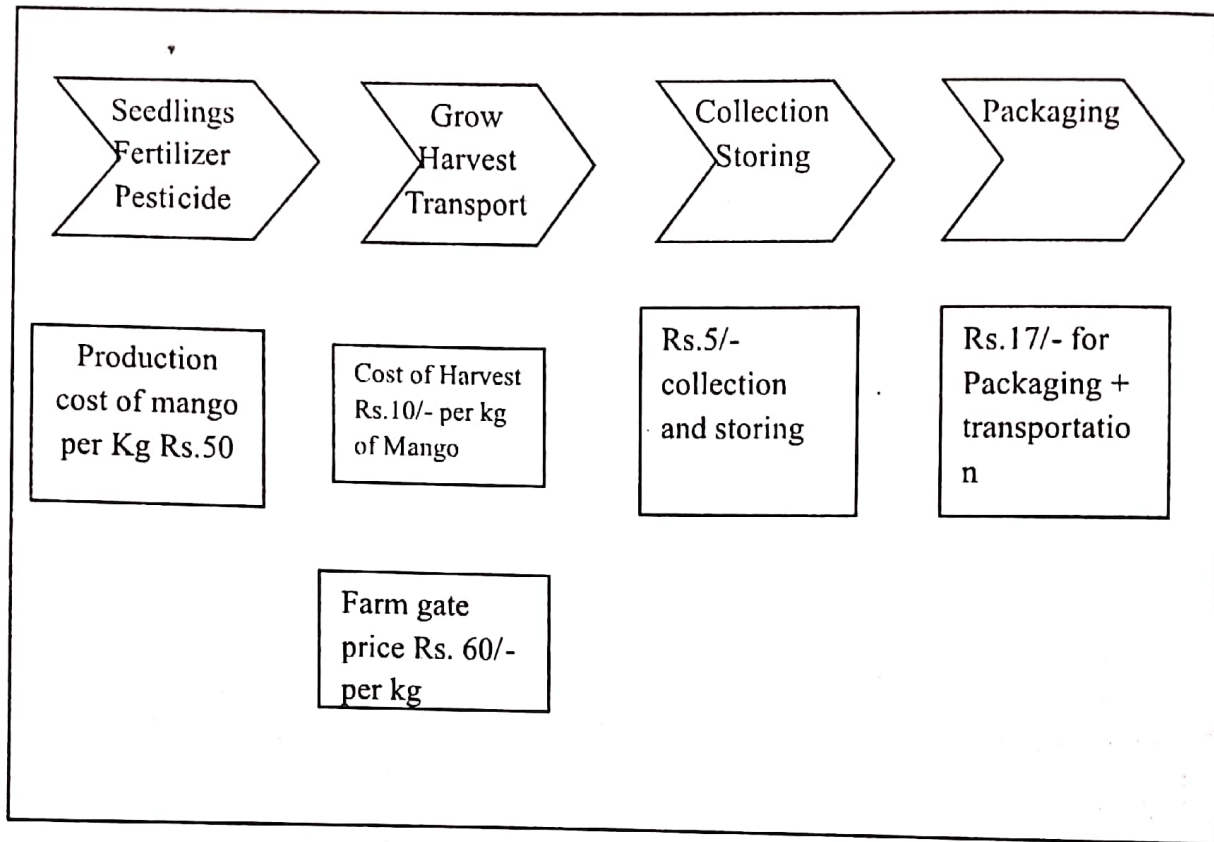 Seedlings
Fertilizer
Pesticide
Grow
Harvest
Transport
Collection
Storing
Packaging
Production
cost of mango
per Kg Rs.50
Cost of Harvest
Rs.10/- per kg
of Mango
Rs.5/-
collection
and storing
Rs.17/- for
Packaging +
transportatio
n
Farm gate
price Rs. 60/-
per kg